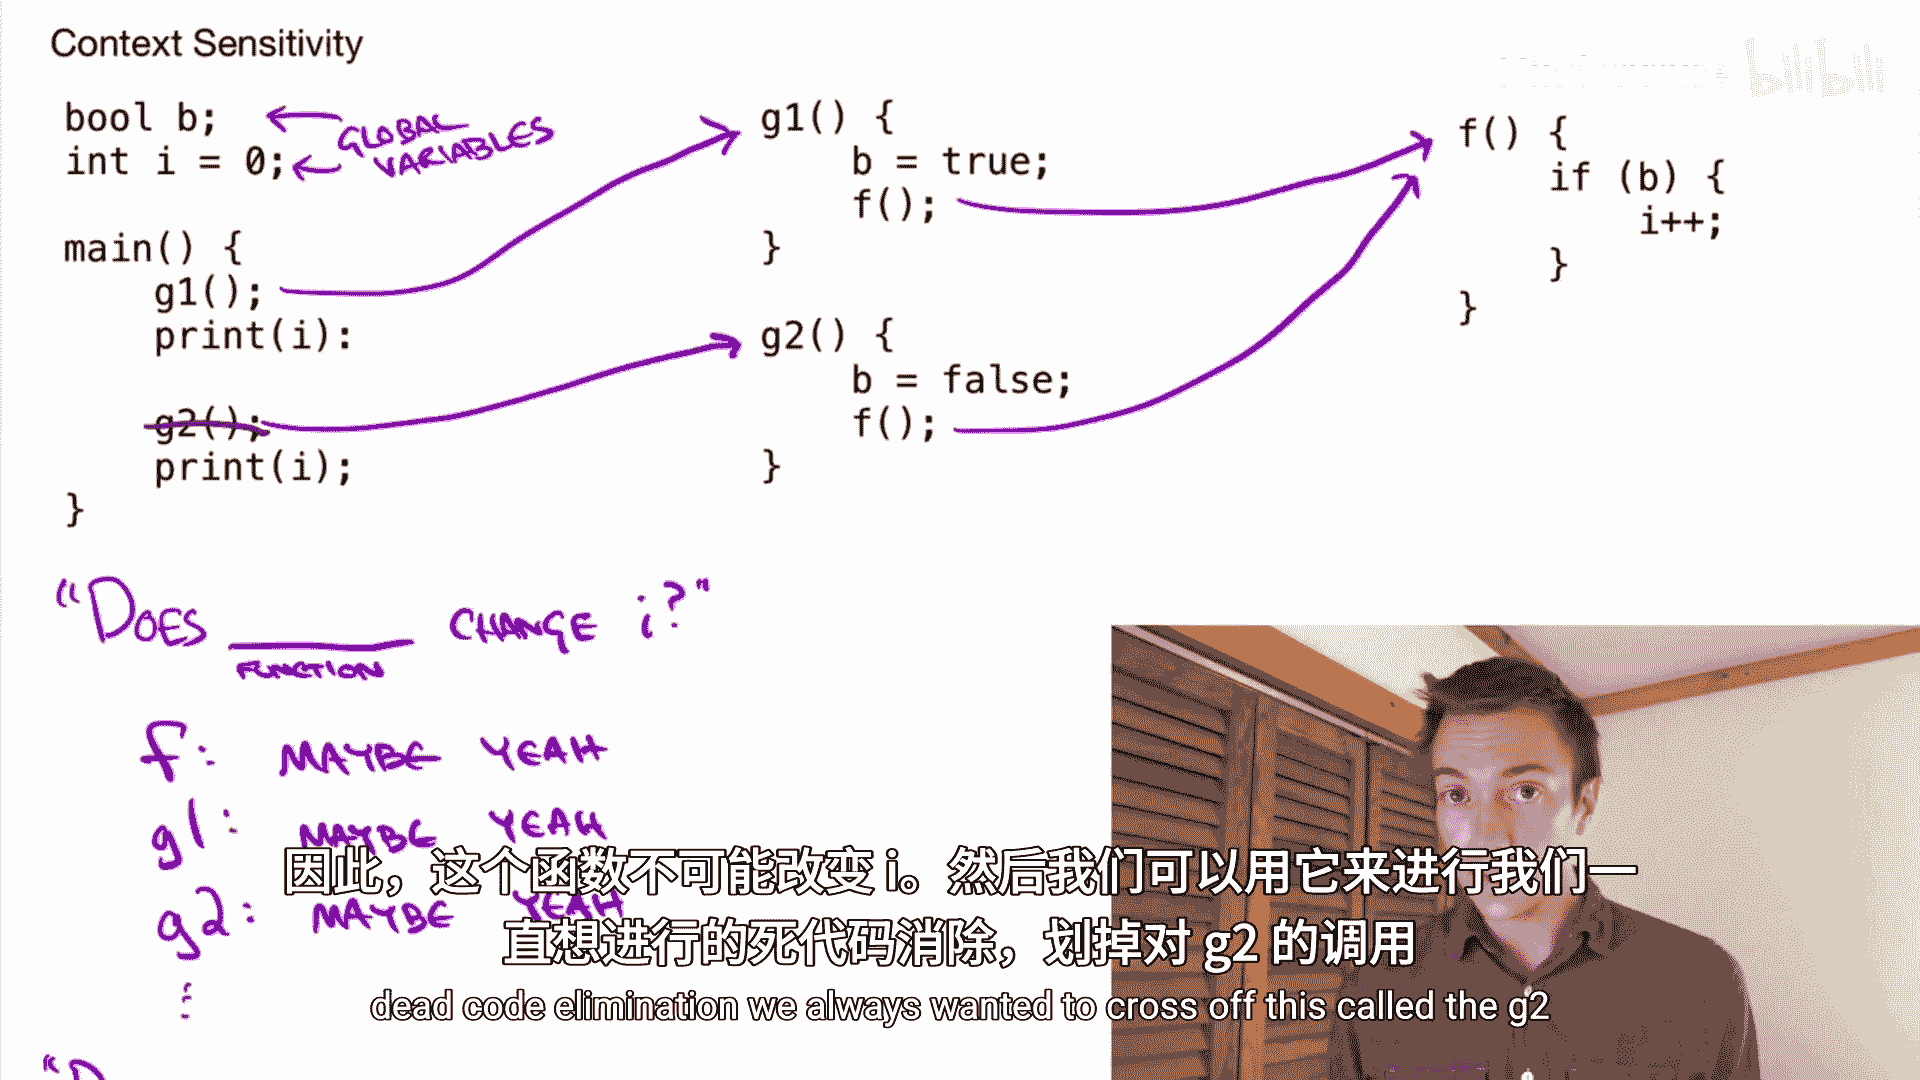 Context Sensitivity
bilibili
bool b;
int i = 0;
GLOBAL
VARIABLES
main() {
g1();
print(i):
g2();
print(i);
}
g1() {
b = true;
f();
}
g2() {
b = false;
f();
}
f() {
if (b) {
i++;
}
}
"DOES ______ CHANGE i?"
FUNCTION
f: MAYBE YEAH
g1: MAYBE YEAH
g2: MAYBE YEAH
⋮
因此，这个函数不可能改变 i。然后我们可以用它来进行我们一
直想进行的死代码消除，划掉对 g2 的调用
dead code elimination we always wanted to cross off this called the g2